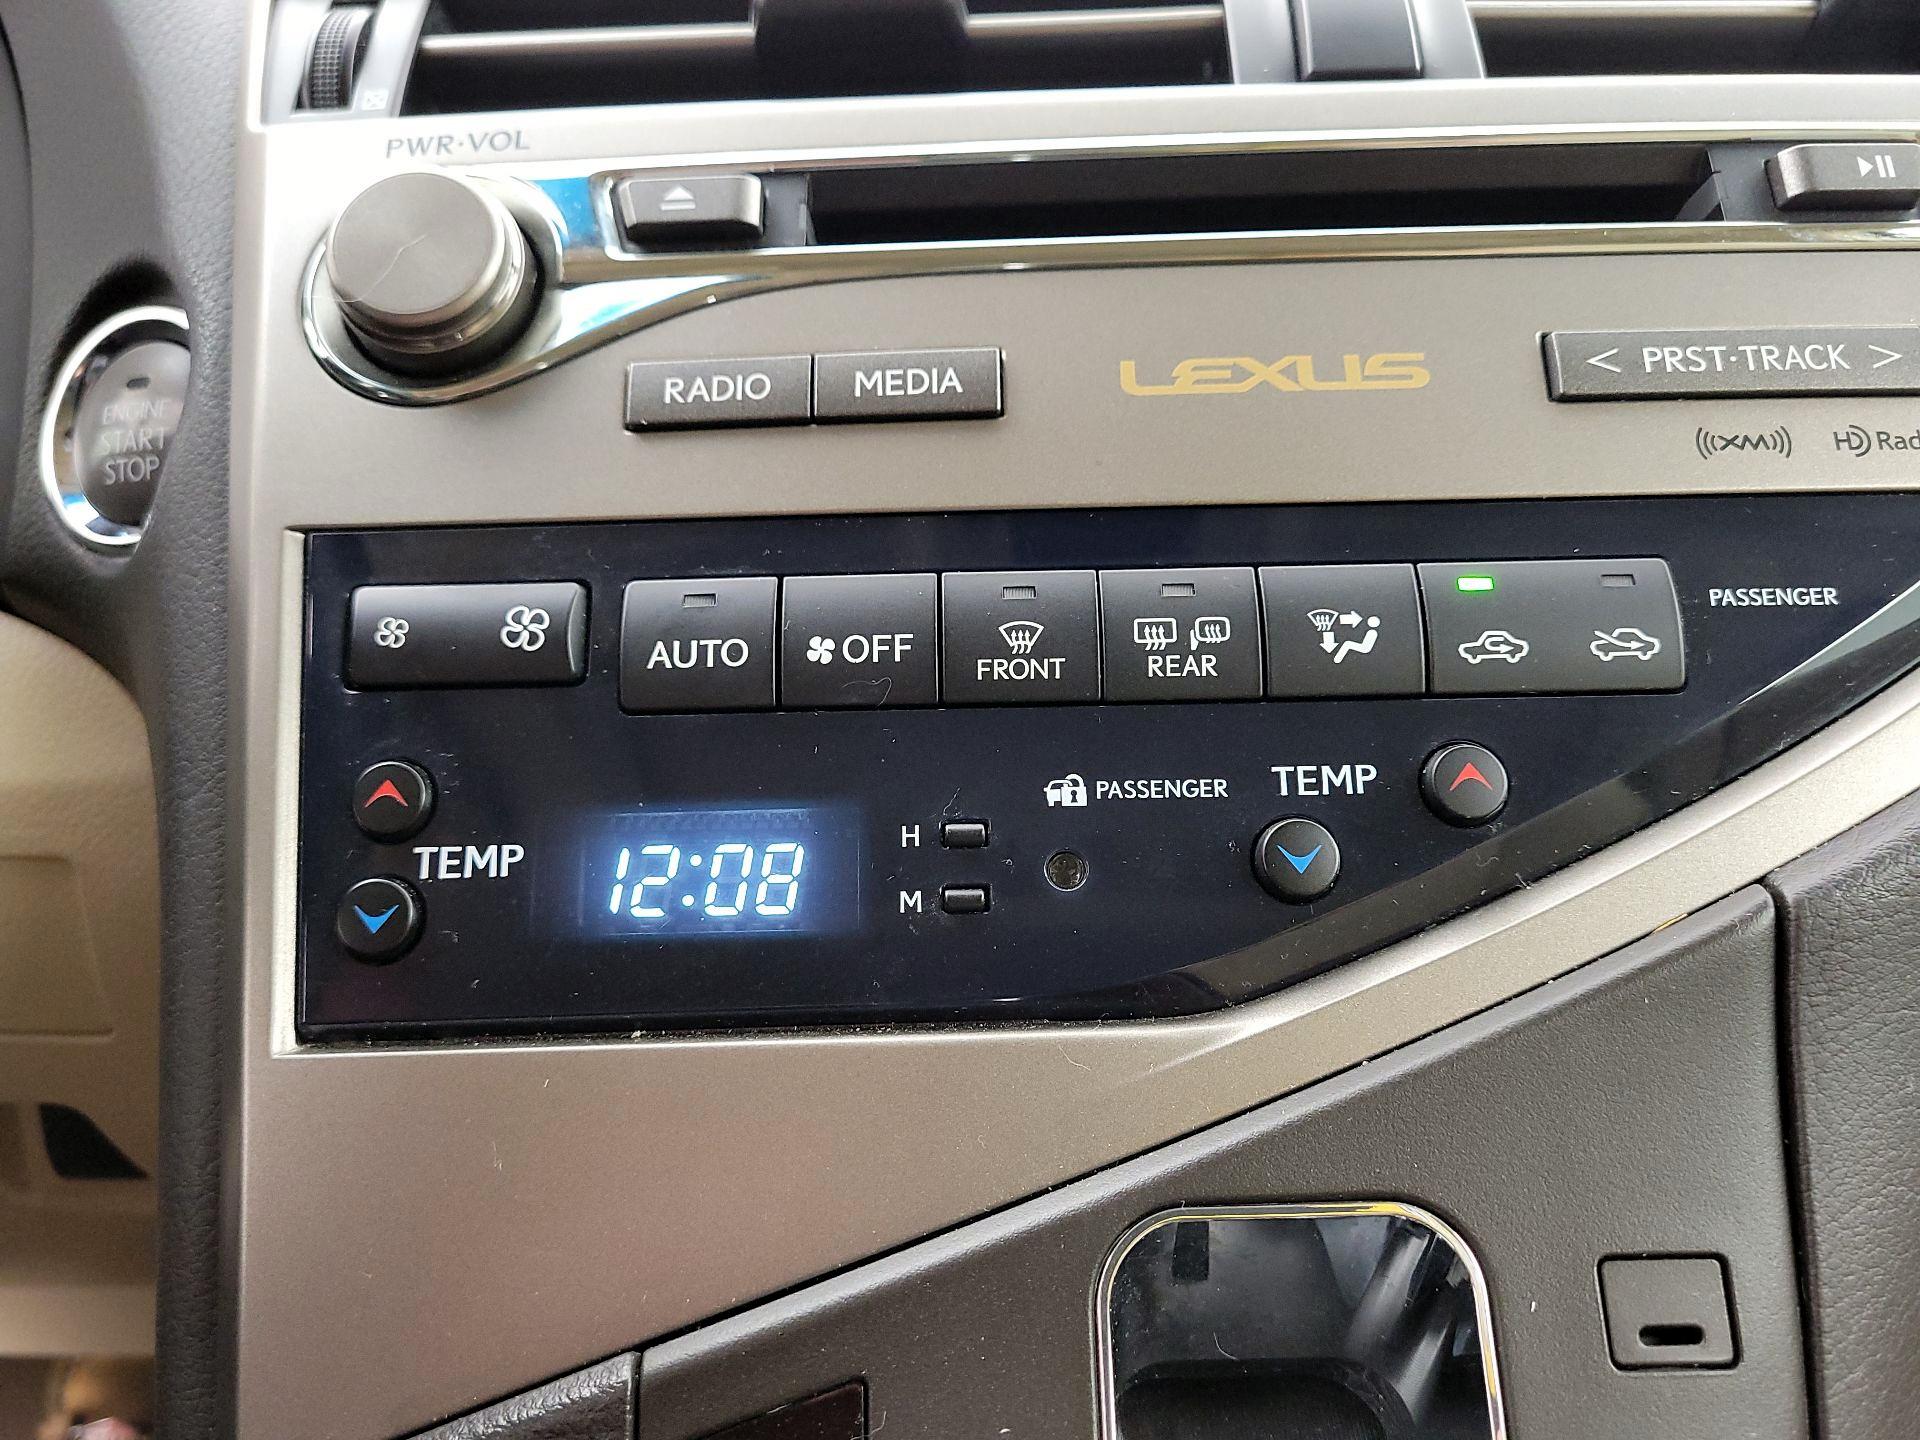 PWR·VOL
RADIO
MEDIA
LEXUS
< PRST·TRACK >
((XM))
HD Rad
ENGINE
START
STOP
AUTO
OFF
FRONT
REAR
PASSENGER
TEMP
12:08
H
M
PASSENGER
TEMP